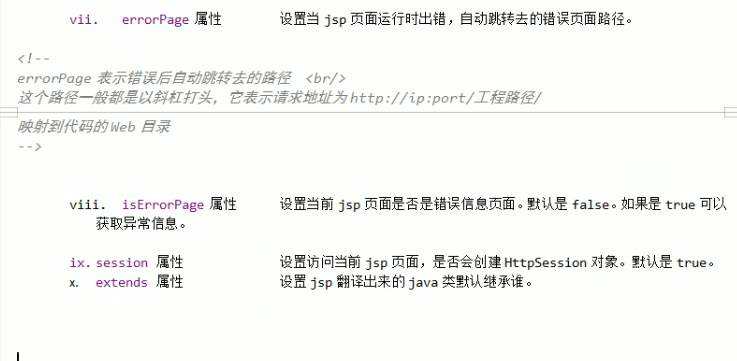 vii. errorPage 属性 设置当 jsp 页面运行时出错，自动跳转去的错误页面路径。
<!--
errorPage 表示错误后自动跳转去的路径 <br/>
这个路径一般都是以斜杠打头，它表示请求地址为 http://ip:port/工程路径/
映射到代码的 Web 目录
-->
viii. isErrorPage 属性 设置当前 jsp 页面是否是错误信息页面。默认是 false。如果是 true 可以
获取异常信息。
ix. session 属性 设置访问当前 jsp 页面，是否会创建 HttpSession 对象。默认是 true。
x. extends 属性 设置 jsp 翻译出来的 java 类默认继承谁。